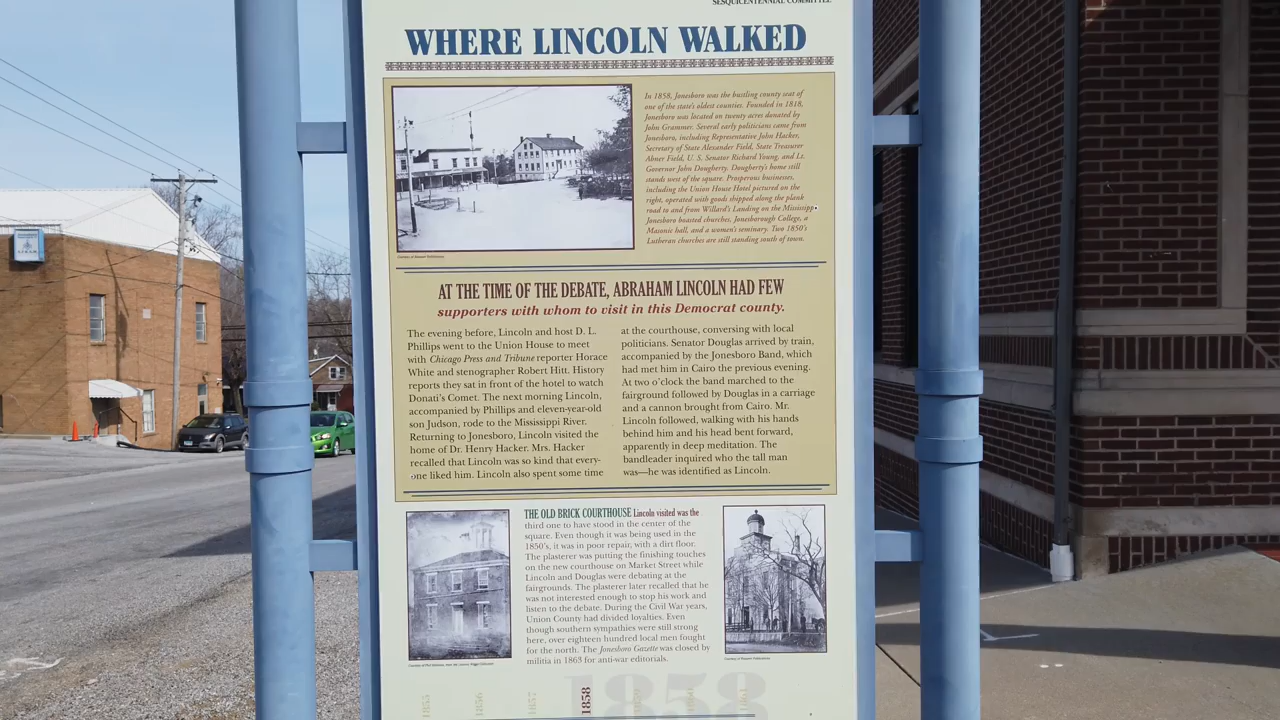 SESQUICENTENNIAL COMMITTEE
WHERE LINCOLN WALKED
In 1858, Jonesboro was the bustling county seat of
one of the state's oldest counties. Founded in 1818,
Jonesboro was located on twenty acres donated by
John Grammer. Several early politicians came from
Jonesboro, including Representative John Hacker,
Secretary of State Alexander Field, State Treasurer
Abner Field, U. S. Senator Richard Young, and Lt.
Governor John Dougherty. Dougherty's home still
stands west of the square. Prosperous businesses,
including the Union House Hotel pictured on the
right, operated with goods shipped along the plank
road to and from Willard's Landing on the Mississipp
Jonesboro boasted churches, Jonesborough College, a
Masonic hall, and a women's seminary. Two 1850's
Lutheran churches are still standing south of town.
AT THE TIME OF THE DEBATE, ABRAHAM LINCOLN HAD FEW
supporters with whom to visit in this Democrat county.
The evening before, Lincoln and host D. L.
Phillips went to the Union House to meet
with Chicago Press and Tribune reporter Horace
White and stenographer Robert Hitt. History
reports they sat in front of the hotel to watch
Donati's Comet. The next morning Lincoln,
accompanied by Phillips and eleven-year-old
son Judson, rode to the Mississippi River.
Returning to Jonesboro, Lincoln visited the
home of Dr. Henry Hacker. Mrs. Hacker
recalled that Lincoln was so kind that every-
one liked him. Lincoln also spent some time
at the courthouse, conversing with local
politicians. Senator Douglas arrived by train,
accompanied by the Jonesboro Band, which
had met him in Cairo the previous evening.
At two o'clock the band marched to the
fairground followed by Douglas in a carriage
and a cannon brought from Cairo. Mr.
Lincoln followed, walking with his hands
behind him and his head bent forward,
apparently in deep meditation. The
bandleader inquired who the tall man
was—he was identified as Lincoln.
THE OLD BRICK COURTHOUSE Lincoln visited was the
third one to have stood in the center of the
square. Even though it was being used in the
1850's, it was in poor repair, with a dirt floor.
The plasterer was putting the finishing touches
on the new courthouse on Market Street while
Lincoln and Douglas were debating at the
fairgrounds. The plasterer later recalled that he
was not interested enough to stop his work and
listen to the debate. During the Civil War years,
Union County had divided loyalties. Even
though southern sympathies were still strong
here, over eighteen hundred local men fought
for the north. The Jonesboro Gazette was closed by
militia in 1863 for anti-war editorials.
1855 1856 1857 1858 1858